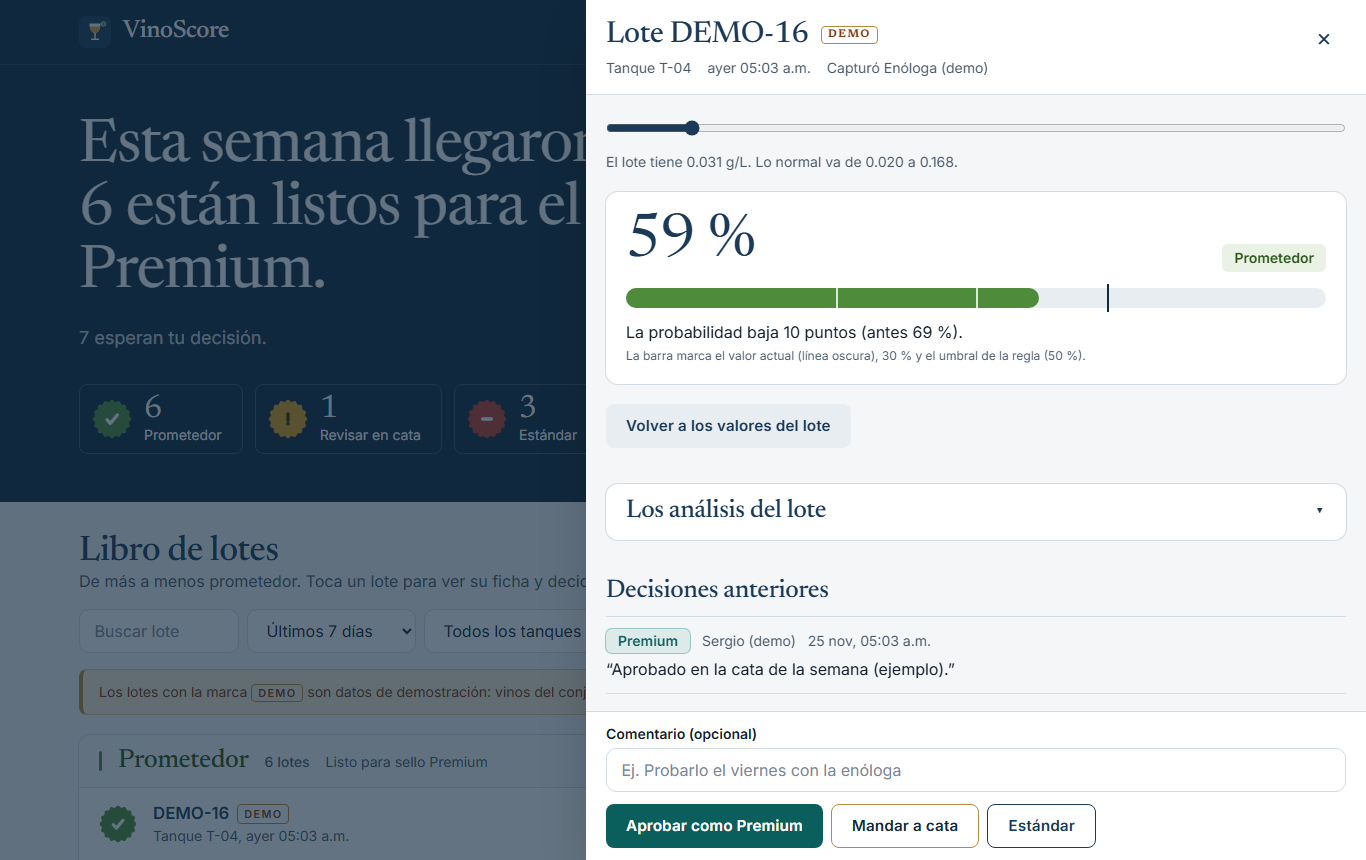 VinoScore
Esta semana llegaron
6 están listos para el
Premium.
7 esperan tu decisión.
6
Prometedor
1
Revisar en cata
3
Estándar
Libro de lotes
De más a menos prometedor. Toca un lote para ver su ficha y decid
Buscar lote
Últimos 7 días
Todos los tanques
Los lotes con la marca DEMO son datos de demostración: vinos del conj
Prometedor 6 lotes Listo para sello Premium
DEMO-16 DEMO
Tanque T-04, ayer 05:03 a.m.
Lote DEMO-16 DEMO
Tanque T-04 ayer 05:03 a.m. Capturó Enóloga (demo)
El lote tiene 0.031 g/L. Lo normal va de 0.020 a 0.168.
59 %
Prometedor
La probabilidad baja 10 puntos (antes 69 %).
La barra marca el valor actual (línea oscura), 30 % y el umbral de la regla (50 %).
Volver a los valores del lote
Los análisis del lote
Decisiones anteriores
Premium Sergio (demo) 25 nov, 05:03 a.m.
“Aprobado en la cata de la semana (ejemplo).”
Comentario (opcional)
Ej. Probarlo el viernes con la enóloga
Aprobar como Premium
Mandar a cata
Estándar